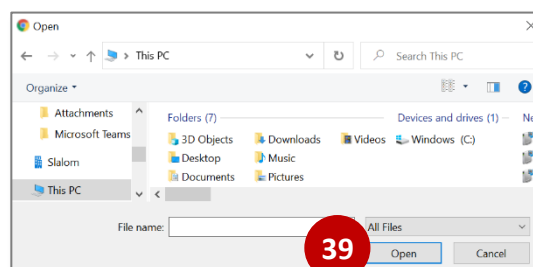 Open
This PC
Search This PC
Organize
Attachments
Microsoft Teams
Slalom
This PC
Folders (7)
3D Objects
Downloads
Videos
Desktop
Music
Documents
Pictures
Devices and drives (1)
Windows (C:)
Ne
File name:
All Files
39
Open
Cancel